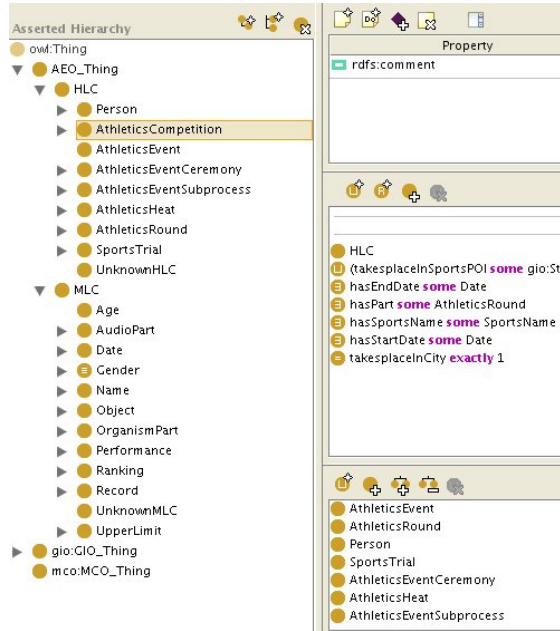 Asserted Hierarchy
owl:Thing
AEO_Thing
HLC
Person
AthleticsCompetition
AthleticsEvent
AthleticsEventCeremony
AthleticsEventSubprocess
AthleticsHeat
AthleticsRound
SportsTrial
UnknownHLC
MLC
Age
AudioPart
Date
Gender
Name
Object
OrganismPart
Performance
Ranking
Record
UnknownMLC
UpperLimit
gio:GIO_Thing
mco:MCO_Thing
Property
rdfs:comment
HLC
(takesplaceInSportsPOI some gio:St
hasEndDate some Date
hasPart some AthleticsRound
hasSportsName some SportsName
hasStartDate some Date
takesplaceInCity exactly 1
AthleticsEvent
AthleticsRound
Person
SportsTrial
AthleticsEventCeremony
AthleticsHeat
AthleticsEventSubprocess